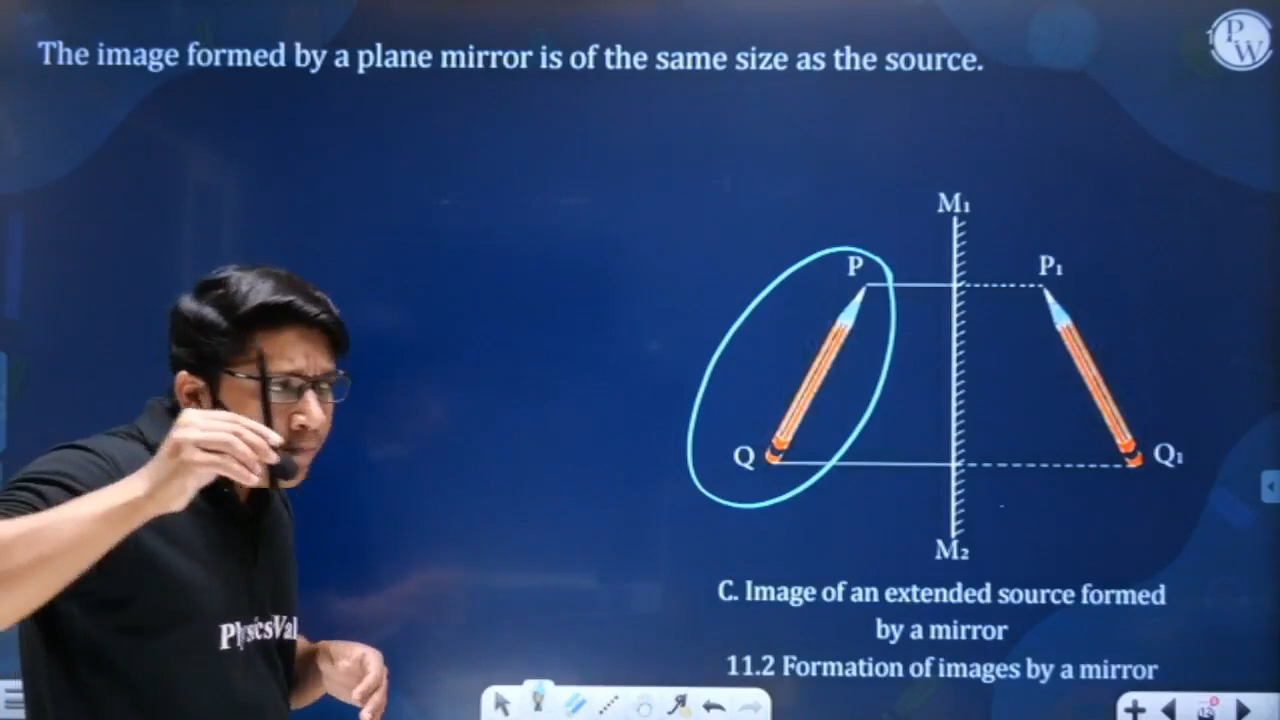 The image formed by a plane mirror is of the same size as the source.
P
W
M₁
P
P₁
Q
Q₁
M₂
C. Image of an extended source formed
by a mirror
11.2 Formation of images by a mirror